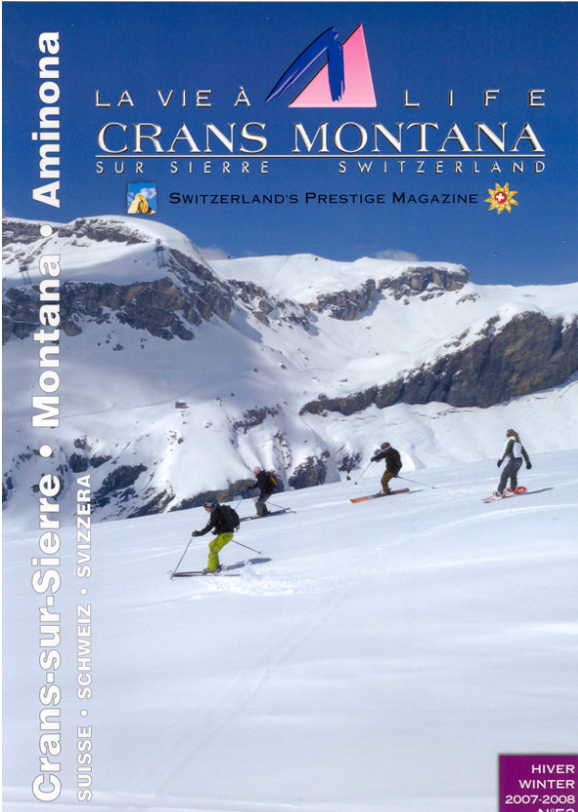 LA VIE À LIFE
CRANS MONTANA
SUR SIERRE SWITZERLAND
SWITZERLAND'S PRESTIGE MAGAZINE
Crans-sur-Sierre • Montana • Aminona
SUISSE • SCHWEIZ • SVIZZERA
HIVER
WINTER
2007-2008